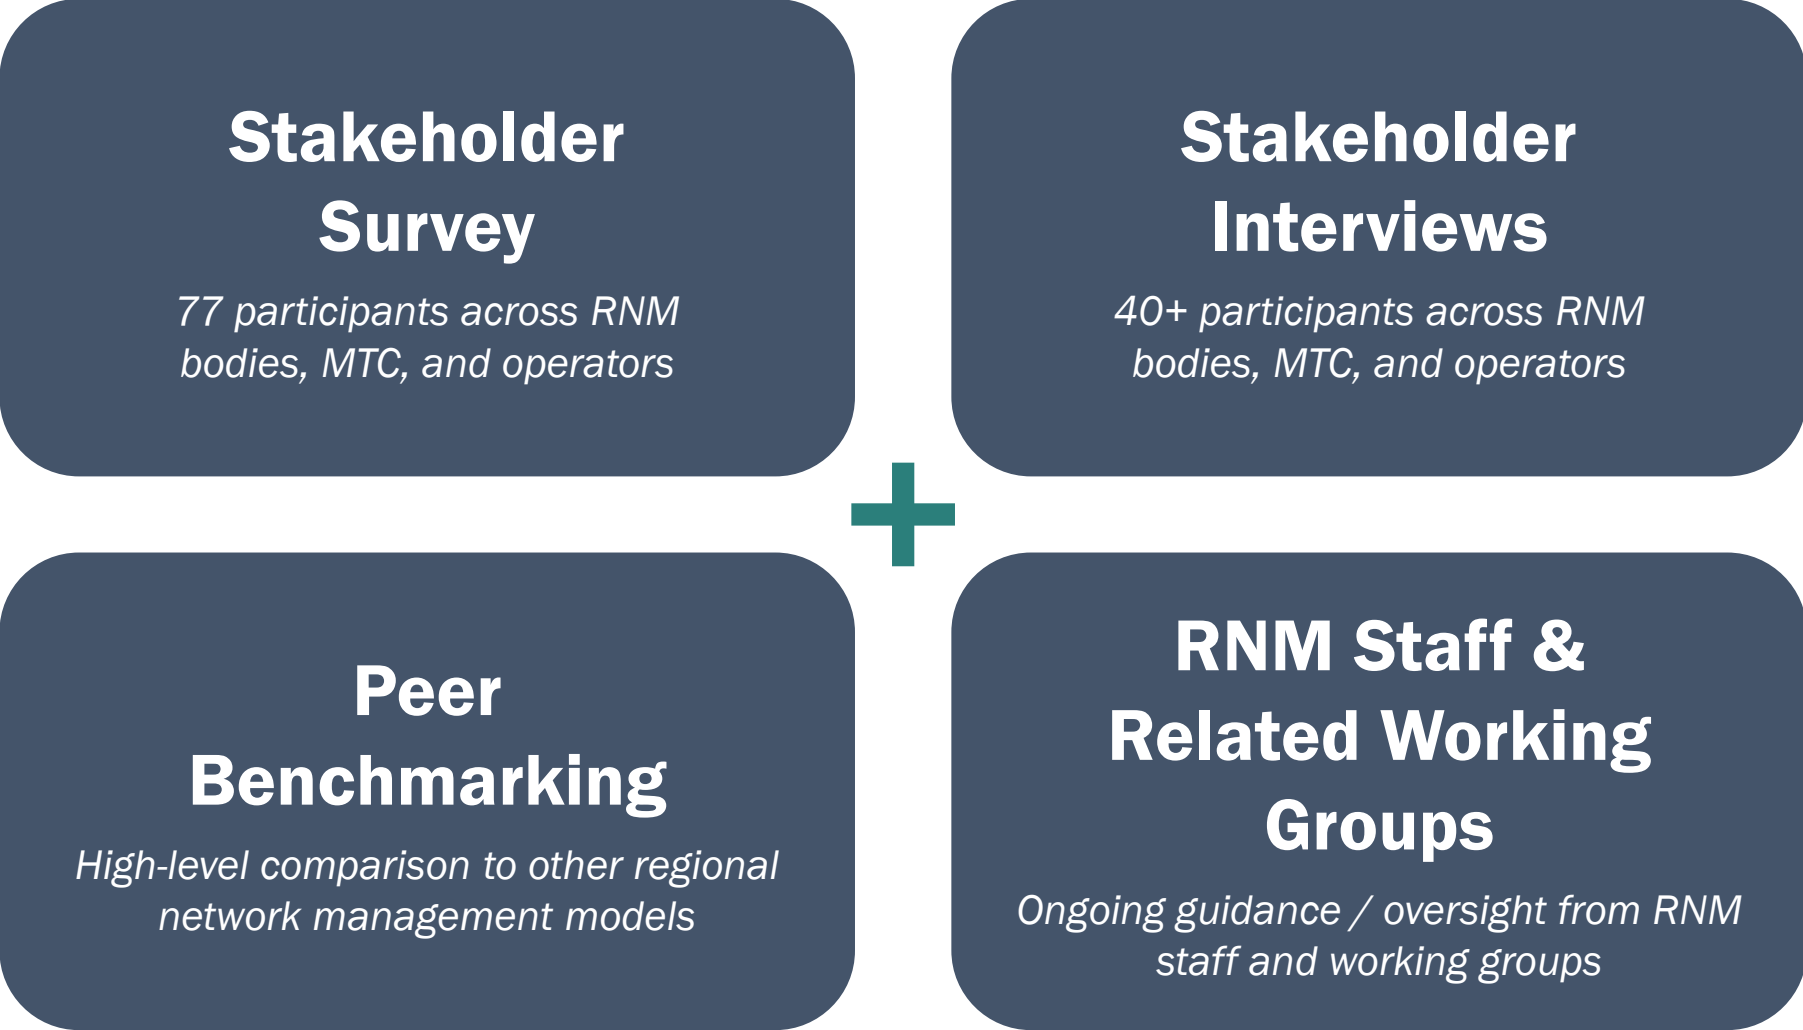 Stakeholder
Survey
77 participants across RNM
bodies, MTC, and operators
Stakeholder
Interviews
40+ participants across RNM
bodies, MTC, and operators
Peer
Benchmarking
High-level comparison to other regional
network management models
RNM Staff &
Related Working
Groups
Ongoing guidance / oversight from RNM
staff and working groups